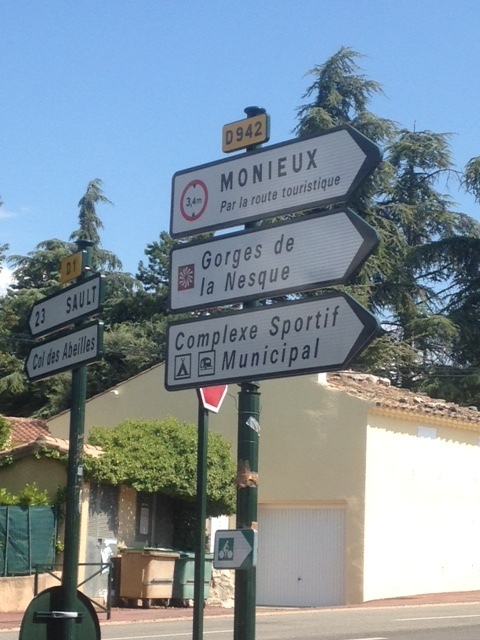 D942
MONIEUX
3,4m
Par la route touristique
Gorges de
la Nesque
Complexe Sportif
Municipal
D1
23 SAULT
Col des Abeilles